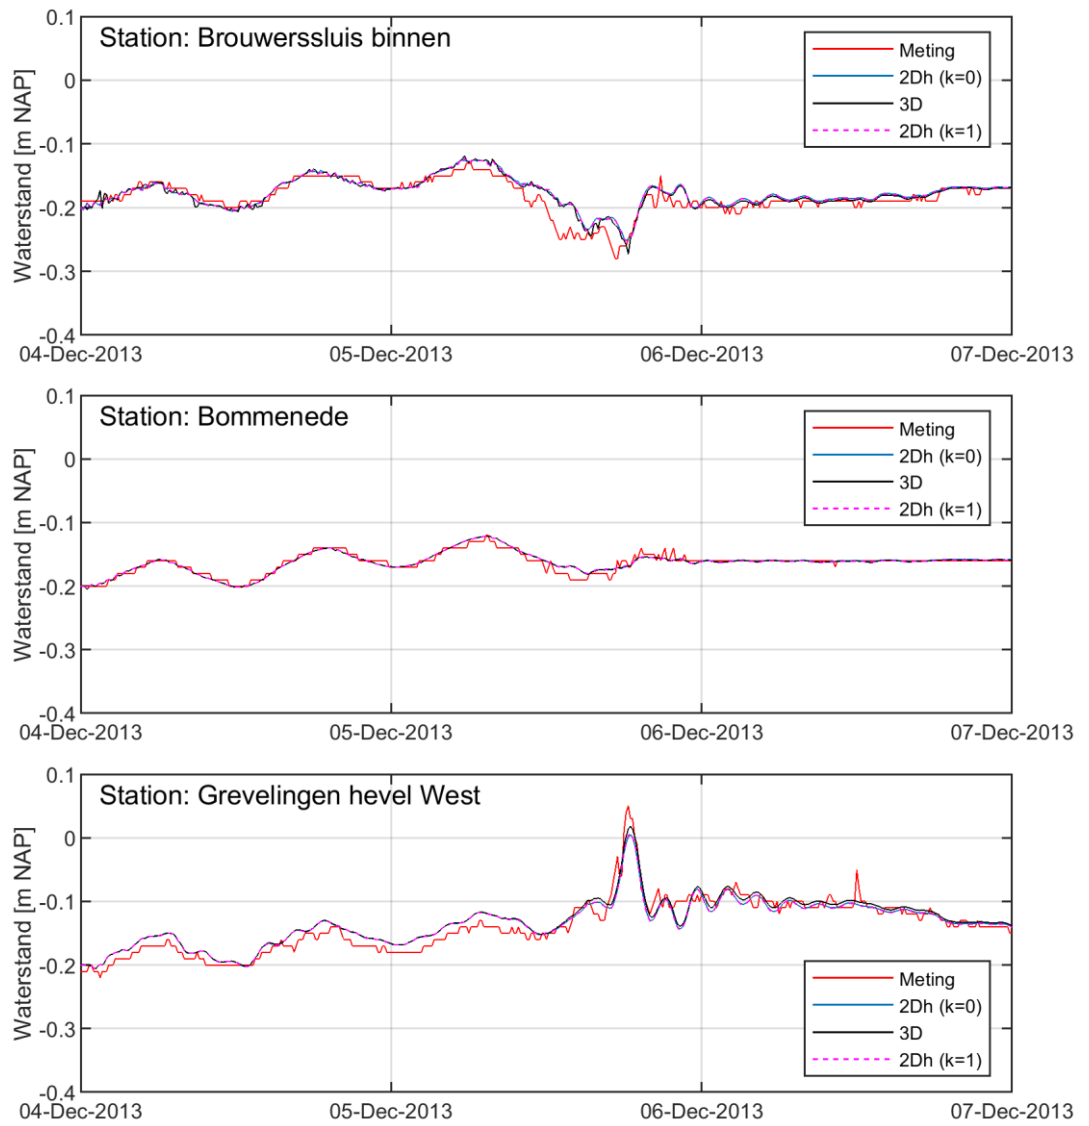 Station: Brouwerssluis binnen
Waterstand [m NAP]
0.1
0
-0.1
-0.2
-0.3
-0.4
Meting
2Dh (k=0)
3D
2Dh (k=1)
04-Dec-2013 05-Dec-2013 06-Dec-2013 07-Dec-2013
Station: Bommenede
Waterstand [m NAP]
0.1
0
-0.1
-0.2
-0.3
-0.4
Meting
2Dh (k=0)
3D
2Dh (k=1)
04-Dec-2013 05-Dec-2013 06-Dec-2013 07-Dec-2013
Station: Grevelingen hevel West
Waterstand [m NAP]
0.1
0
-0.1
-0.2
-0.3
-0.4
Meting
2Dh (k=0)
3D
2Dh (k=1)
04-Dec-2013 05-Dec-2013 06-Dec-2013 07-Dec-2013